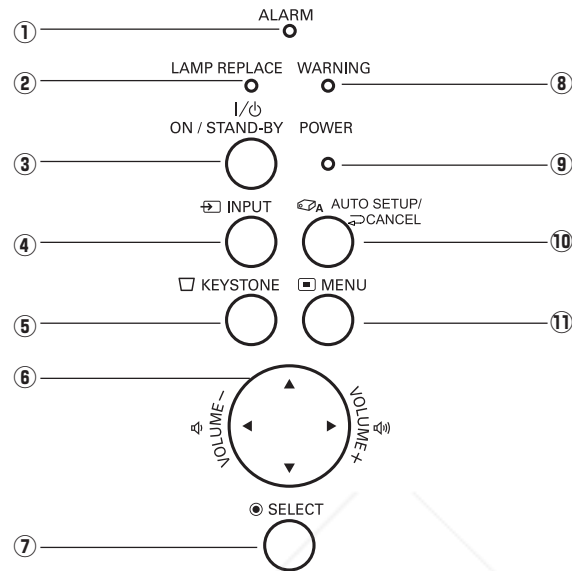 ① ALARM
② LAMP REPLACE WARNING ⑧
I/⏻
③ ON / STAND-BY POWER ⑨
④ INPUT A AUTO SETUP/
CANCEL ⑩
⑤ KEYSTONE MENU ⑪
⑥ VOLUME− VOLUME+
SELECT
⑦